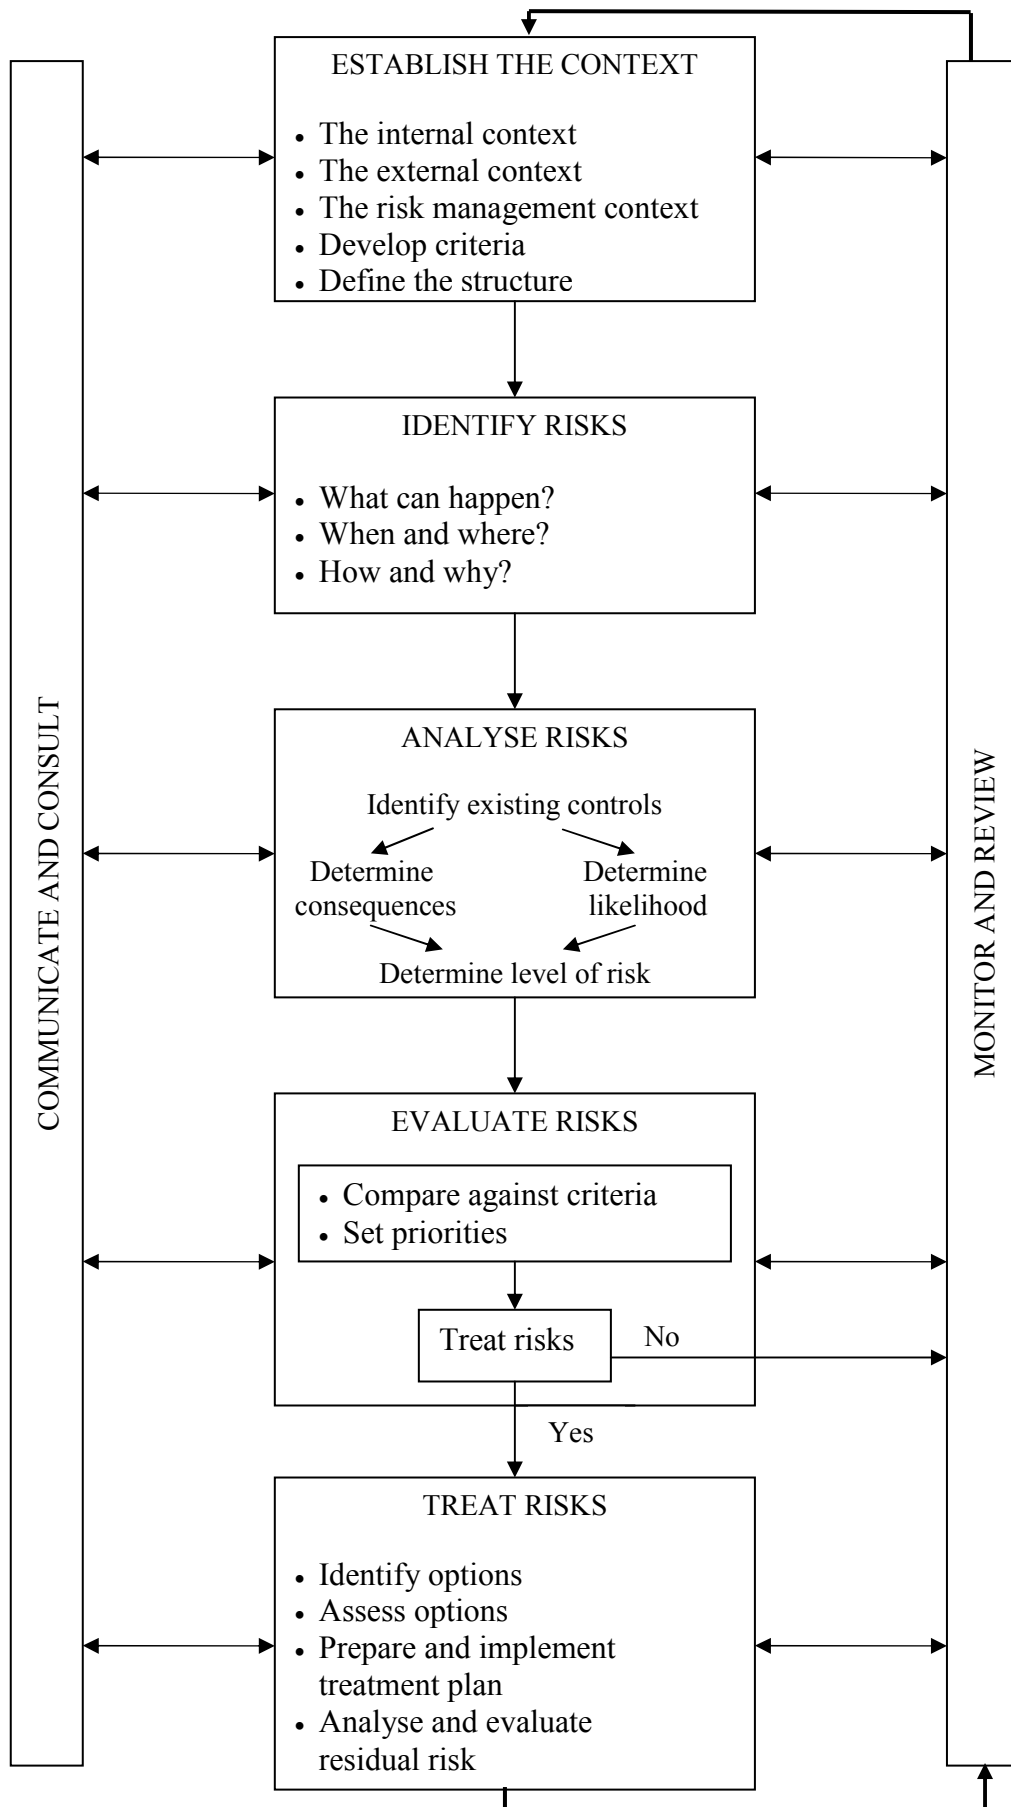 ESTABLISH THE CONTEXT
• The internal context
• The external context
• The risk management context
• Develop criteria
• Define the structure
IDENTIFY RISKS
• What can happen?
• When and where?
• How and why?
COMMUNICATE AND CONSULT
MONITOR AND REVIEW
ANALYSE RISKS
Identify existing controls
Determine
consequences
Determine
likelihood
Determine level of risk
EVALUATE RISKS
• Compare against criteria
• Set priorities
Treat risks
No
Yes
TREAT RISKS
• Identify options
• Assess options
• Prepare and implement
treatment plan
• Analyse and evaluate
residual risk